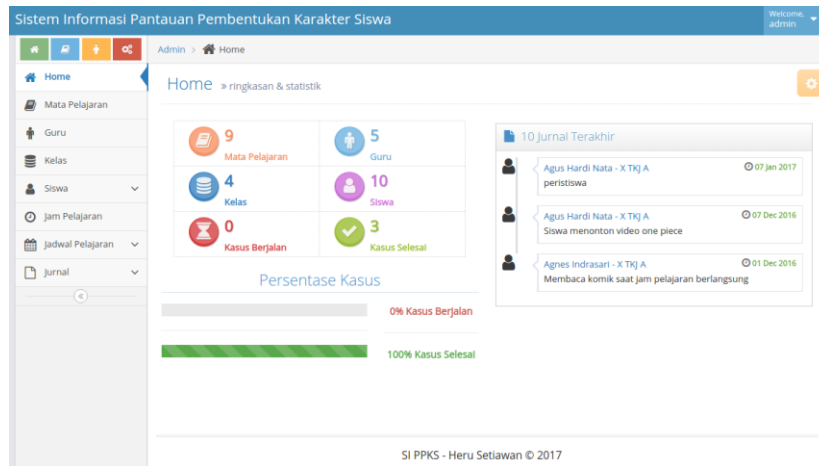 Sistem Informasi Pantauan Pembentukan Karakter Siswa
Welcome,
admin
Admin > Home
Home
Mata Pelajaran
Guru
Kelas
Siswa
Jam Pelajaran
Jadwal Pelajaran
Jurnal
Home » ringkasan & statistik
9
Mata Pelajaran
5
Guru
4
Kelas
10
Siswa
0
Kasus Berjalan
3
Kasus Selesai
Persentase Kasus
0% Kasus Berjalan
100% Kasus Selesai
10 Jurnal Terakhir
Agus Hardi Nata - X TKJ A 07 Jan 2017
peristiswa
Agus Hardi Nata - X TKJ A 07 Dec 2016
Siswa menonton video one piece
Agnes Indrasari - X TKJ A 01 Dec 2016
Membaca komik saat jam pelajaran berlangsung
SI PPKS - Heru Setiawan © 2017